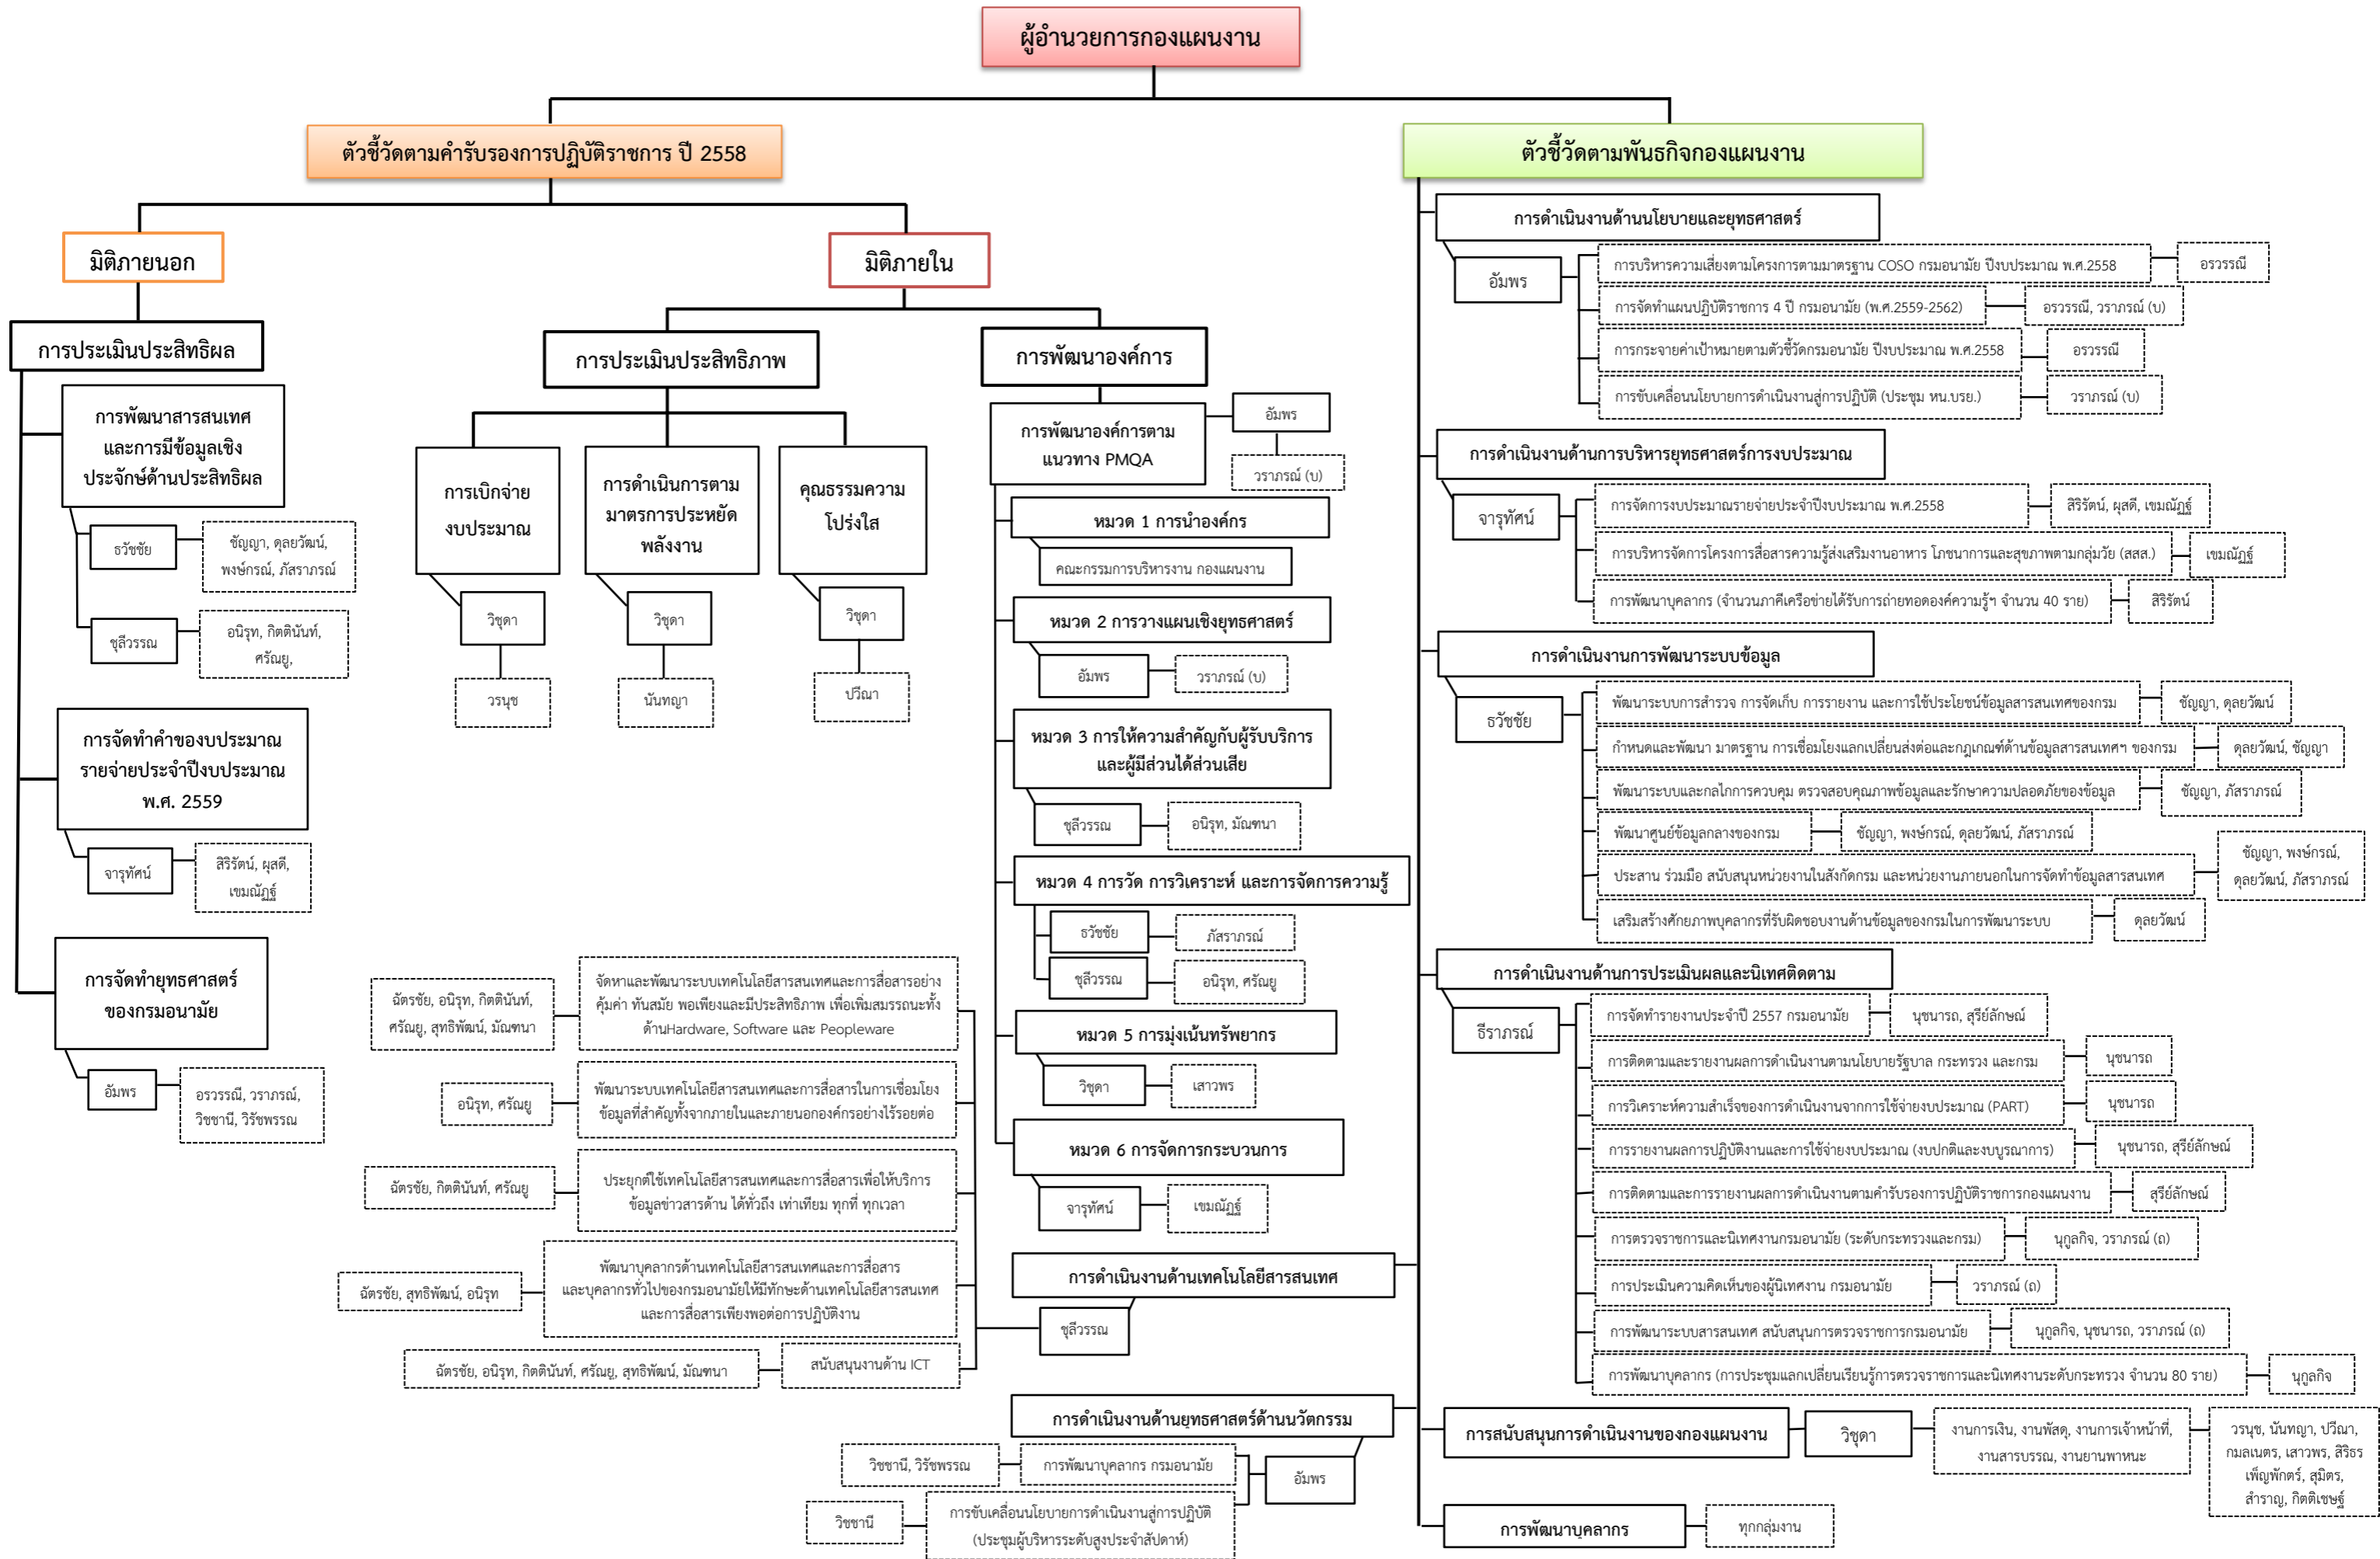 ผู้อำนวยการกองแผนงาน
ตัวชี้วัดตามคำรับรองการปฏิบัติราชการ ปี 2558
ตัวชี้วัดตามพันธกิจกองแผนงาน
มิติภายนอก
มิติภายใน
การประเมินประสิทธิผล
การพัฒนาสารสนเทศ
และการมีข้อมูลเชิง
ประจักษ์ด้านประสิทธิผล
ธวัชชัย
ชัญญา, ดุลยวัฒน์,
พงษ์กรณ์, ภัสราภรณ์
ชุลีวรรณ
อนิรุท, กิตตินันท์,
ศรัณยู,
การจัดทำคำของบประมาณ
รายจ่ายประจำปีงบประมาณ
พ.ศ. 2559
จารุทัศน์
สิริรัตน์, ผุสดี,
เขมณัฏฐ์
การจัดทำยุทธศาสตร์
ของกรมอนามัย
อัมพร
อรวรรณี, วราภรณ์,
วิชชานี, วิรัชพรรณ
การประเมินประสิทธิภาพ
การเบิกจ่าย
งบประมาณ
วิชุดา
วรนุช
การดำเนินการตาม
มาตรการประหยัด
พลังงาน
วิชุดา
นันทญา
คุณธรรมความ
โปร่งใส
วิชุดา
ปวีณา
การพัฒนาองค์การ
การพัฒนาองค์การตาม
แนวทาง PMQA
อัมพร
วราภรณ์ (บ)
หมวด 1 การนำองค์กร
คณะกรรมการบริหารงาน กองแผนงาน
หมวด 2 การวางแผนเชิงยุทธศาสตร์
อัมพร
วราภรณ์ (บ)
หมวด 3 การให้ความสำคัญกับผู้รับบริการ
และผู้มีส่วนได้ส่วนเสีย
ชุลีวรรณ
อนิรุท, มัณฑนา
หมวด 4 การวัด การวิเคราะห์ และการจัดการความรู้
ธวัชชัย
ภัสราภรณ์
ชุลีวรรณ
อนิรุท, ศรัณยู
หมวด 5 การมุ่งเน้นทรัพยากร
วิชุดา
เสาวพร
หมวด 6 การจัดการกระบวนการ
จารุทัศน์
เขมณัฏฐ์
การดำเนินงานด้านนโยบายและยุทธศาสตร์
อัมพร
การบริหารความเสี่ยงตามโครงการตามมาตรฐาน COSO กรมอนามัย ปีงบประมาณ พ.ศ.2558
อรวรรณี
การจัดทำแผนปฏิบัติราชการ 4 ปี กรมอนามัย (พ.ศ.2559-2562)
อรวรรณี, วราภรณ์ (บ)
การกระจายค่าเป้าหมายตามตัวชี้วัดกรมอนามัย ปีงบประมาณ พ.ศ.2558
อรวรรณี
การขับเคลื่อนนโยบายการดำเนินงานสู่การปฏิบัติ (ประชุม หน.บรย.)
วราภรณ์ (บ)
การดำเนินงานด้านการบริหารยุทธศาสตร์การงบประมาณ
จารุทัศน์
การจัดการงบประมาณรายจ่ายประจำปีงบประมาณ พ.ศ.2558
สิริรัตน์, ผุสดี, เขมณัฏฐ์
การบริหารจัดการโครงการสื่อสารความรู้ส่งเสริมงานอาหาร โภชนาการและสุขภาพตามกลุ่มวัย (สสส.)
เขมณัฏฐ์
การพัฒนาบุคลากร (จำนวนภาคีเครือข่ายได้รับการถ่ายทอดองค์ความรู้ฯ จำนวน 40 ราย)
สิริรัตน์
การดำเนินงานการพัฒนาระบบข้อมูล
ธวัชชัย
พัฒนาระบบการสำรวจ การจัดเก็บ การรายงาน และการใช้ประโยชน์ข้อมูลสารสนเทศของกรม
ชัญญา, ดุลยวัฒน์
กำหนดและพัฒนา มาตรฐาน การเชื่อมโยงแลกเปลี่ยนส่งต่อและกฎเกณฑ์ด้านข้อมูลสารสนเทศฯ ของกรม
ดุลยวัฒน์, ชัญญา
พัฒนาระบบและกลไกการควบคุม ตรวจสอบคุณภาพข้อมูลและรักษาความปลอดภัยของข้อมูล
ชัญญา, ภัสราภรณ์
พัฒนาศูนย์ข้อมูลกลางของกรม
ชัญญา, พงษ์กรณ์, ดุลยวัฒน์, ภัสราภรณ์
ประสาน ร่วมมือ สนับสนุนหน่วยงานในสังกัดกรม และหน่วยงานภายนอกในการจัดทำข้อมูลสารสนเทศ
ชัญญา, พงษ์กรณ์,
ดุลยวัฒน์, ภัสราภรณ์
เสริมสร้างศักยภาพบุคลากรที่รับผิดชอบงานด้านข้อมูลของกรมในการพัฒนาระบบ
ดุลยวัฒน์
การดำเนินงานด้านการประเมินผลและนิเทศติดตาม
ธีราภรณ์
การจัดทำรายงานประจำปี 2557 กรมอนามัย
นุชนารถ, สุรีย์ลักษณ์
การติดตามและรายงานผลการดำเนินงานตามนโยบายรัฐบาล กระทรวง และกรม
นุชนารถ
การวิเคราะห์ความสำเร็จของการดำเนินงานจากการใช้จ่ายงบประมาณ (PART)
นุชนารถ
การรายงานผลการปฏิบัติงานและการใช้จ่ายงบประมาณ (งบปกติและงบบูรณาการ)
นุชนารถ, สุรีย์ลักษณ์
การติดตามและการรายงานผลการดำเนินงานตามคำรับรองการปฏิบัติราชการกองแผนงาน
สุรีย์ลักษณ์
การตรวจราชการและนิเทศงานกรมอนามัย (ระดับกระทรวงและกรม)
นุกูลกิจ, วราภรณ์ (ถ)
การประเมินความคิดเห็นของผู้นิเทศงาน กรมอนามัย
วราภรณ์ (ถ)
การพัฒนาระบบสารสนเทศ สนับสนุนการตรวจราชการกรมอนามัย
นุกูลกิจ, นุชนารถ, วราภรณ์ (ถ)
การพัฒนาบุคลากร (การประชุมแลกเปลี่ยนเรียนรู้การตรวจราชการและนิเทศงานระดับกระทรวง จำนวน 80 ราย)
นุกูลกิจ
การดำเนินงานด้านเทคโนโลยีสารสนเทศ
ชุลีวรรณ
จัดหาและพัฒนาระบบเทคโนโลยีสารสนเทศและการสื่อสารอย่าง
คุ้มค่า ทันสมัย พอเพียงและมีประสิทธิภาพ เพื่อเพิ่มสมรรถนะทั้ง
ด้านHardware, Software และ Peopleware
ฉัตรชัย, อนิรุท, กิตตินันท์,
ศรัณยู, สุทธิพัฒน์, มัณฑนา
พัฒนาระบบเทคโนโลยีสารสนเทศและการสื่อสารในการเชื่อมโยง
ข้อมูลที่สำคัญทั้งจากภายในและภายนอกองค์กรอย่างไร้รอยต่อ
อนิรุท, ศรัณยู
ประยุกต์ใช้เทคโนโลยีสารสนเทศและการสื่อสารเพื่อให้บริการ
ข้อมูลข่าวสารด้าน ได้ทั่วถึง เท่าเทียม ทุกที่ ทุกเวลา
ฉัตรชัย, กิตตินันท์, ศรัณยู
พัฒนาบุคลากรด้านเทคโนโลยีสารสนเทศและการสื่อสาร
และบุคลากรทั่วไปของกรมอนามัยให้มีทักษะด้านเทคโนโลยีสารสนเทศ
และการสื่อสารเพียงพอต่อการปฏิบัติงาน
ฉัตรชัย, สุทธิพัฒน์, อนิรุท
สนับสนุนงานด้าน ICT
ฉัตรชัย, อนิรุท, กิตตินันท์, ศรัณยู, สุทธิพัฒน์, มัณฑนา
การดำเนินงานด้านยุทธศาสตร์ด้านนวัตกรรม
อัมพร
การพัฒนาบุคลากร กรมอนามัย
วิชชานี, วิรัชพรรณ
การขับเคลื่อนนโยบายการดำเนินงานสู่การปฏิบัติ
(ประชุมผู้บริหารระดับสูงประจำสัปดาห์)
วิชชานี
การสนับสนุนการดำเนินงานของกองแผนงาน
วิชุดา
งานการเงิน, งานพัสดุ, งานการเจ้าหน้าที่,
งานสารบรรณ, งานยานพาหนะ
วรนุช, นันทญา, ปวีณา,
กมลเนตร, เสาวพร, สิริธร
เพ็ญพักตร์, สุมิตร,
สำราญ, กิตติเชษฐ์
การพัฒนาบุคลากร
ทุกกลุ่มงาน